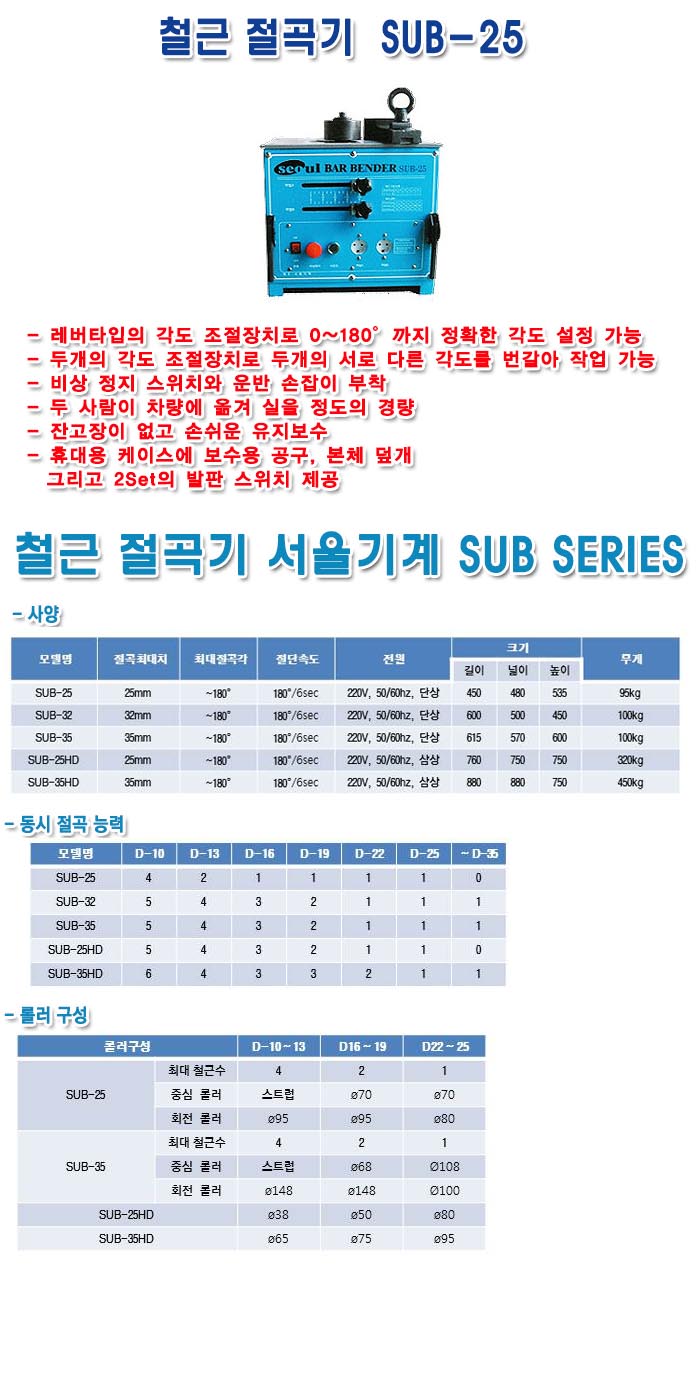 철근 절곡기 SUB-25
seoul BAR BENDER SUB-25
- 레버타입의 각도 조절장치로 0~180° 까지 정확한 각도 설정 가능
- 두개의 각도 조절장치로 두개의 서로 다른 각도를 번갈아 작업 가능
- 비상 정지 스위치와 운반 손잡이 부착
- 두 사람이 차량에 옮겨 실을 정도의 경량
- 잔고장이 없고 손쉬운 유지보수
- 휴대용 케이스에 보수용 공구, 본체 덮개
그리고 2Set의 발판 스위치 제공
철근 절곡기 서울기계 SUB SERIES
- 사양
모델명 절곡최대치 최대절곡각 절단속도 전원 크기 무게
길이 넓이 높이
SUB-25 25mm ~180° 180°/6sec 220V, 50/60hz, 단상 450 480 535 95kg
SUB-32 32mm ~180° 180°/6sec 220V, 50/60hz, 단상 600 500 450 100kg
SUB-35 35mm ~180° 180°/6sec 220V, 50/60hz, 단상 615 570 600 100kg
SUB-25HD 25mm ~180° 180°/6sec 220V, 50/60hz, 삼상 760 750 750 320kg
SUB-35HD 35mm ~180° 180°/6sec 220V, 50/60hz, 삼상 880 880 750 450kg
- 동시 절곡 능력
모델명 D-10 D-13 D-16 D-19 D-22 D-25 ~D-35
SUB-25 4 2 1 1 1 1 0
SUB-32 5 4 3 2 1 1 1
SUB-35 5 4 3 2 1 1 1
SUB-25HD 5 4 3 2 1 1 0
SUB-35HD 6 4 3 3 2 1 1
- 롤러 구성
롤러구성 D-10~13 D16~19 D22~25
최대 철근수 4 2 1
SUB-25 중심 롤러 스트럽 ø70 ø70
회전 롤러 ø95 ø95 ø80
최대 철근수 4 2 1
SUB-35 중심 롤러 스트럽 ø68 Ø108
회전 롤러 ø148 ø148 Ø100
SUB-25HD ø38 ø50 ø80
SUB-35HD ø65 ø75 ø95